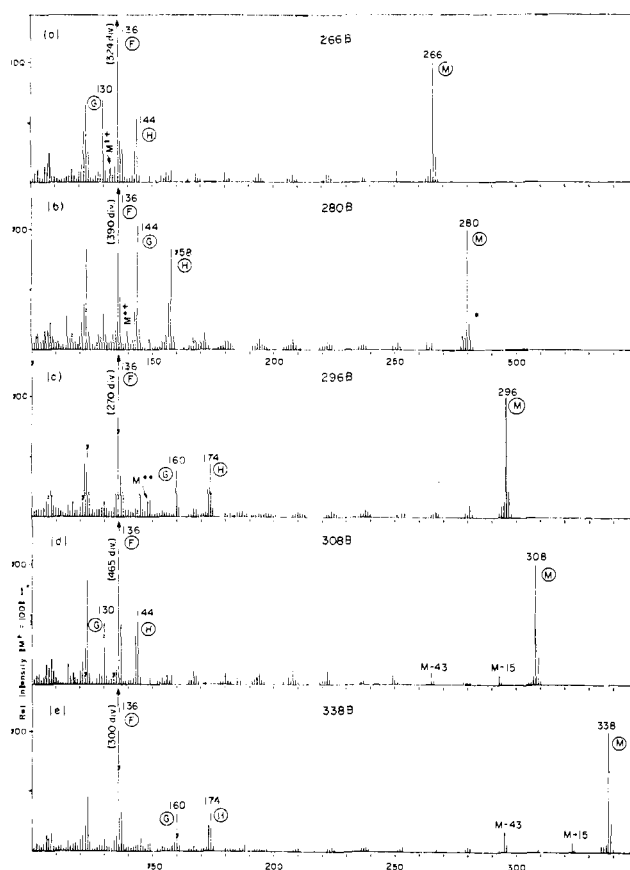 (a) 266B
(324 div)
136
F
G 130
M++
144
H
266
M
100
(b) 280B
(390 div)
136
F
144
G
158
H
M++
280
M
*
100
150 200 250 300
(c) 296B
(270 div)
136
F
M++
G 160
174
H
296
M
100
(d) 308B
(465 div)
136
F
G 130
144
H
M-43
M-15
308
M
100
Rel Intensity [M+ = 100%]
(e) 338B
(300 div)
136
F
G 160
174
H
M-43
M-15
338
M
100
150 200 250 300